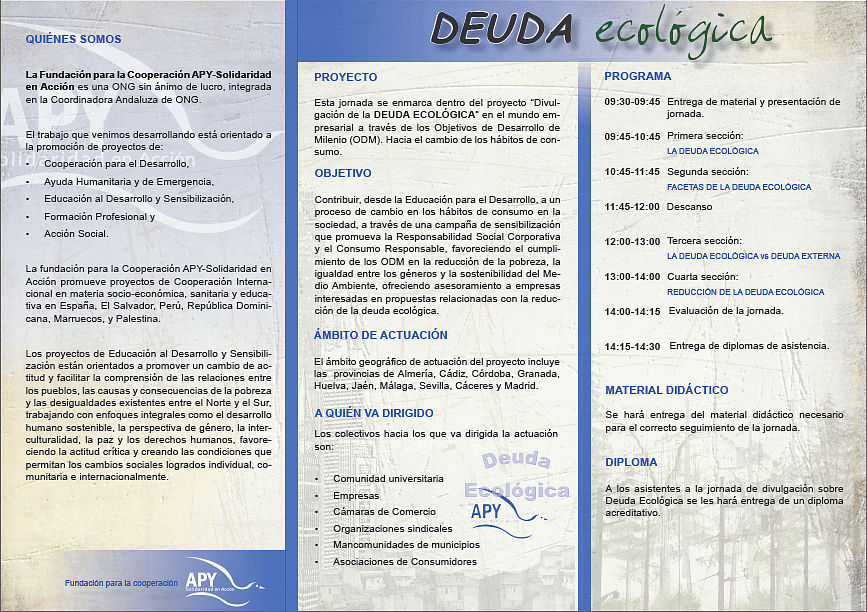 DEUDA ecológica
QUIÉNES SOMOS
La Fundación para la Cooperación APY-Solidaridad
en Acción es una ONG sin ánimo de lucro, integrada
en la Coordinadora Andaluza de ONG.
El trabajo que venimos desarrollando está orientado a
la promoción de proyectos de:
• Cooperación para el Desarrollo,
• Ayuda Humanitaria y de Emergencia,
• Educación al Desarrollo y Sensibilización,
• Formación Profesional y
• Acción Social.
La fundación para la Cooperación APY-Solidaridad en
Acción promueve proyectos de Cooperación Interna-
cional en materia socio-económica, sanitaria y educa-
tiva en España, El Salvador, Perú, República Domini-
cana, Marruecos, y Palestina.
Los proyectos de Educación al Desarrollo y Sensibili-
zación están orientados a promover un cambio de ac-
titud y facilitar la comprensión de las relaciones entre
los pueblos, las causas y consecuencias de la pobreza
y las desigualdades existentes entre el Norte y el Sur,
trabajando con enfoques integrales como el desarrollo
humano sostenible, la perspectiva de género, la inter-
culturalidad, la paz y los derechos humanos, favore-
ciendo la actitud crítica y creando las condiciones que
permitan los cambios sociales logrados individual, co-
munitaria e internacionalmente.
Fundación para la cooperación
APY
Solidaridad en Acción
PROYECTO
Esta jornada se enmarca dentro del proyecto “Divul-
gación de la DEUDA ECOLÓGICA“ en el mundo em-
presarial a través de los Objetivos de Desarrollo de
Milenio (ODM). Hacia el cambio de los hábitos de con-
sumo.
OBJETIVO
Contribuir, desde la Educación para el Desarrollo, a un
proceso de cambio en los hábitos de consumo en la
sociedad, a través de una campaña de sensibilización
que promueva la Responsabilidad Social Corporativa
y el Consumo Responsable, favoreciendo el cumpli-
miento de los ODM en la reducción de la pobreza, la
igualdad entre los géneros y la sostenibilidad del Me-
dio Ambiente, ofreciendo asesoramiento a empresas
interesadas en propuestas relacionadas con la reduc-
ción de la deuda ecológica.
ÁMBITO DE ACTUACIÓN
El ámbito geográfico de actuación del proyecto incluye
las provincias de Almería, Cádiz, Córdoba, Granada,
Huelva, Jaén, Málaga, Sevilla, Cáceres y Madrid.
A QUIÉN VA DIRIGIDO
Los colectivos hacia los que va dirigida la actuación
son:
• Comunidad universitaria
• Empresas
• Cámaras de Comercio
• Organizaciones sindicales
• Mancomunidades de municipios
• Asociaciones de Consumidores
Deuda
Ecológica
APY
PROGRAMA
09:30-09:45 Entrega de material y presentación de
jornada.
09:45-10:45 Primera sección:
LA DEUDA ECOLÓGICA
10:45-11:45 Segunda sección:
FACETAS DE LA DEUDA ECOLÓGICA
11:45-12:00 Descanso
12:00-13:00 Tercera sección:
LA DEUDA ECOLÓGICA vs DEUDA EXTERNA
13:00-14:00 Cuarta sección:
REDUCCIÓN DE LA DEUDA ECOLÓGICA
14:00-14:15 Evaluación de la jornada.
14:15-14:30 Entrega de diplomas de asistencia.
MATERIAL DIDÁCTICO
Se hará entrega del material didáctico necesario
para el correcto seguimiento de la jornada.
DIPLOMA
A los asistentes a la jornada de divulgación sobre
Deuda Ecológica se les hará entrega de un diploma
acreditativo.